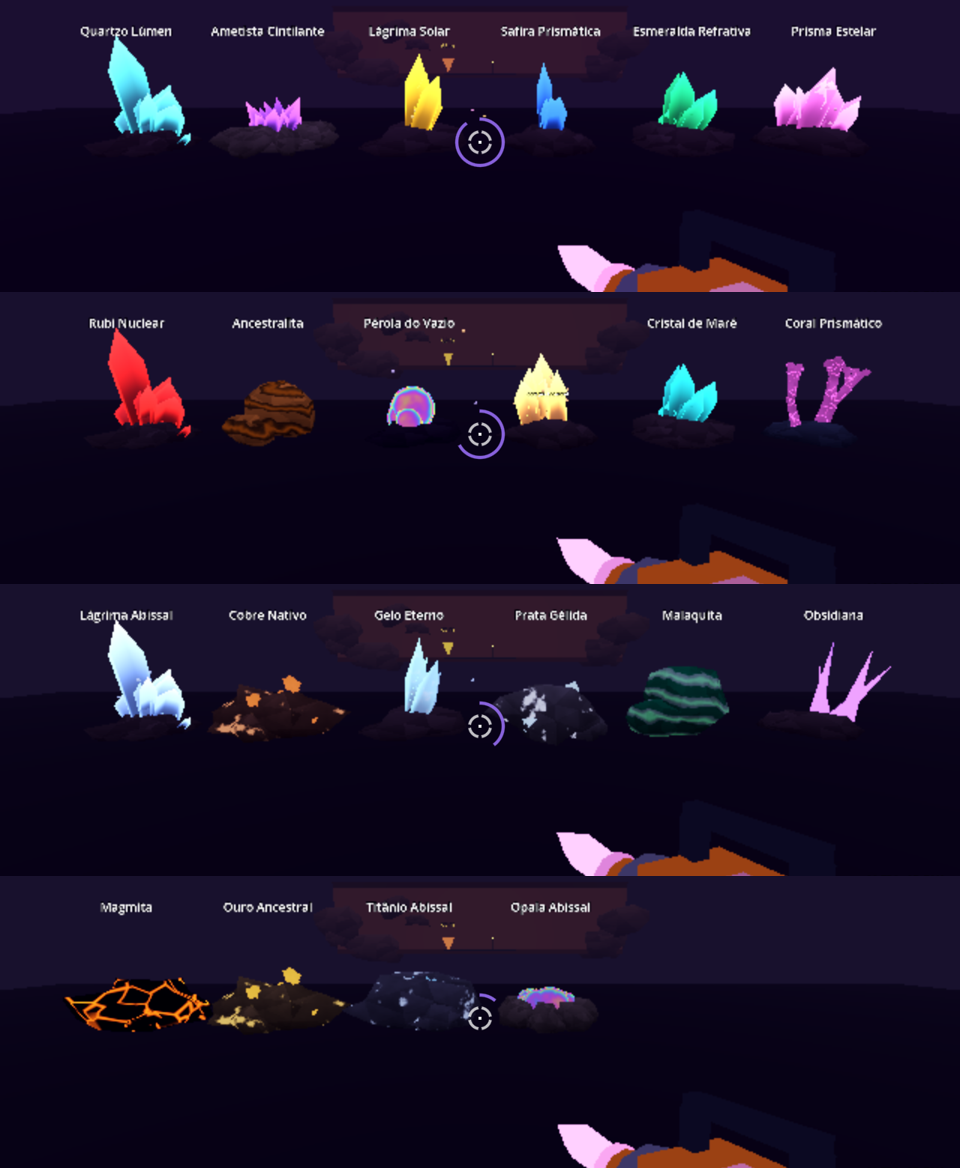 Quartzo Lúmen Ametista Cintilante Lágrima Solar Safira Prismática Esmeralda Refrativa Prisma Estelar
Rubi Nuclear Ancestralita Pérola do Vazio Cristal de Maré Coral Prismático
Lágrima Abissal Cobre Nativo Gelo Eterno Prata Gélida Malaquita Obsidiana
Magmita Ouro Ancestral Titânio Abissal Opala Abissal